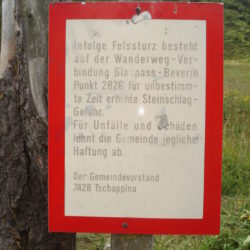 Infolge Felssturz besteht
auf der Wanderweg-Ver-
bindung Glaspass-Beverin
Punkt 2826 für unbestimm-
te Zeit erhöhte Steinschlag-
Gefahr.
Für Unfälle und Schäden
lehnt die Gemeinde jegliche
Haftung ab.
Der Gemeindevorstand
7428 Tschappina